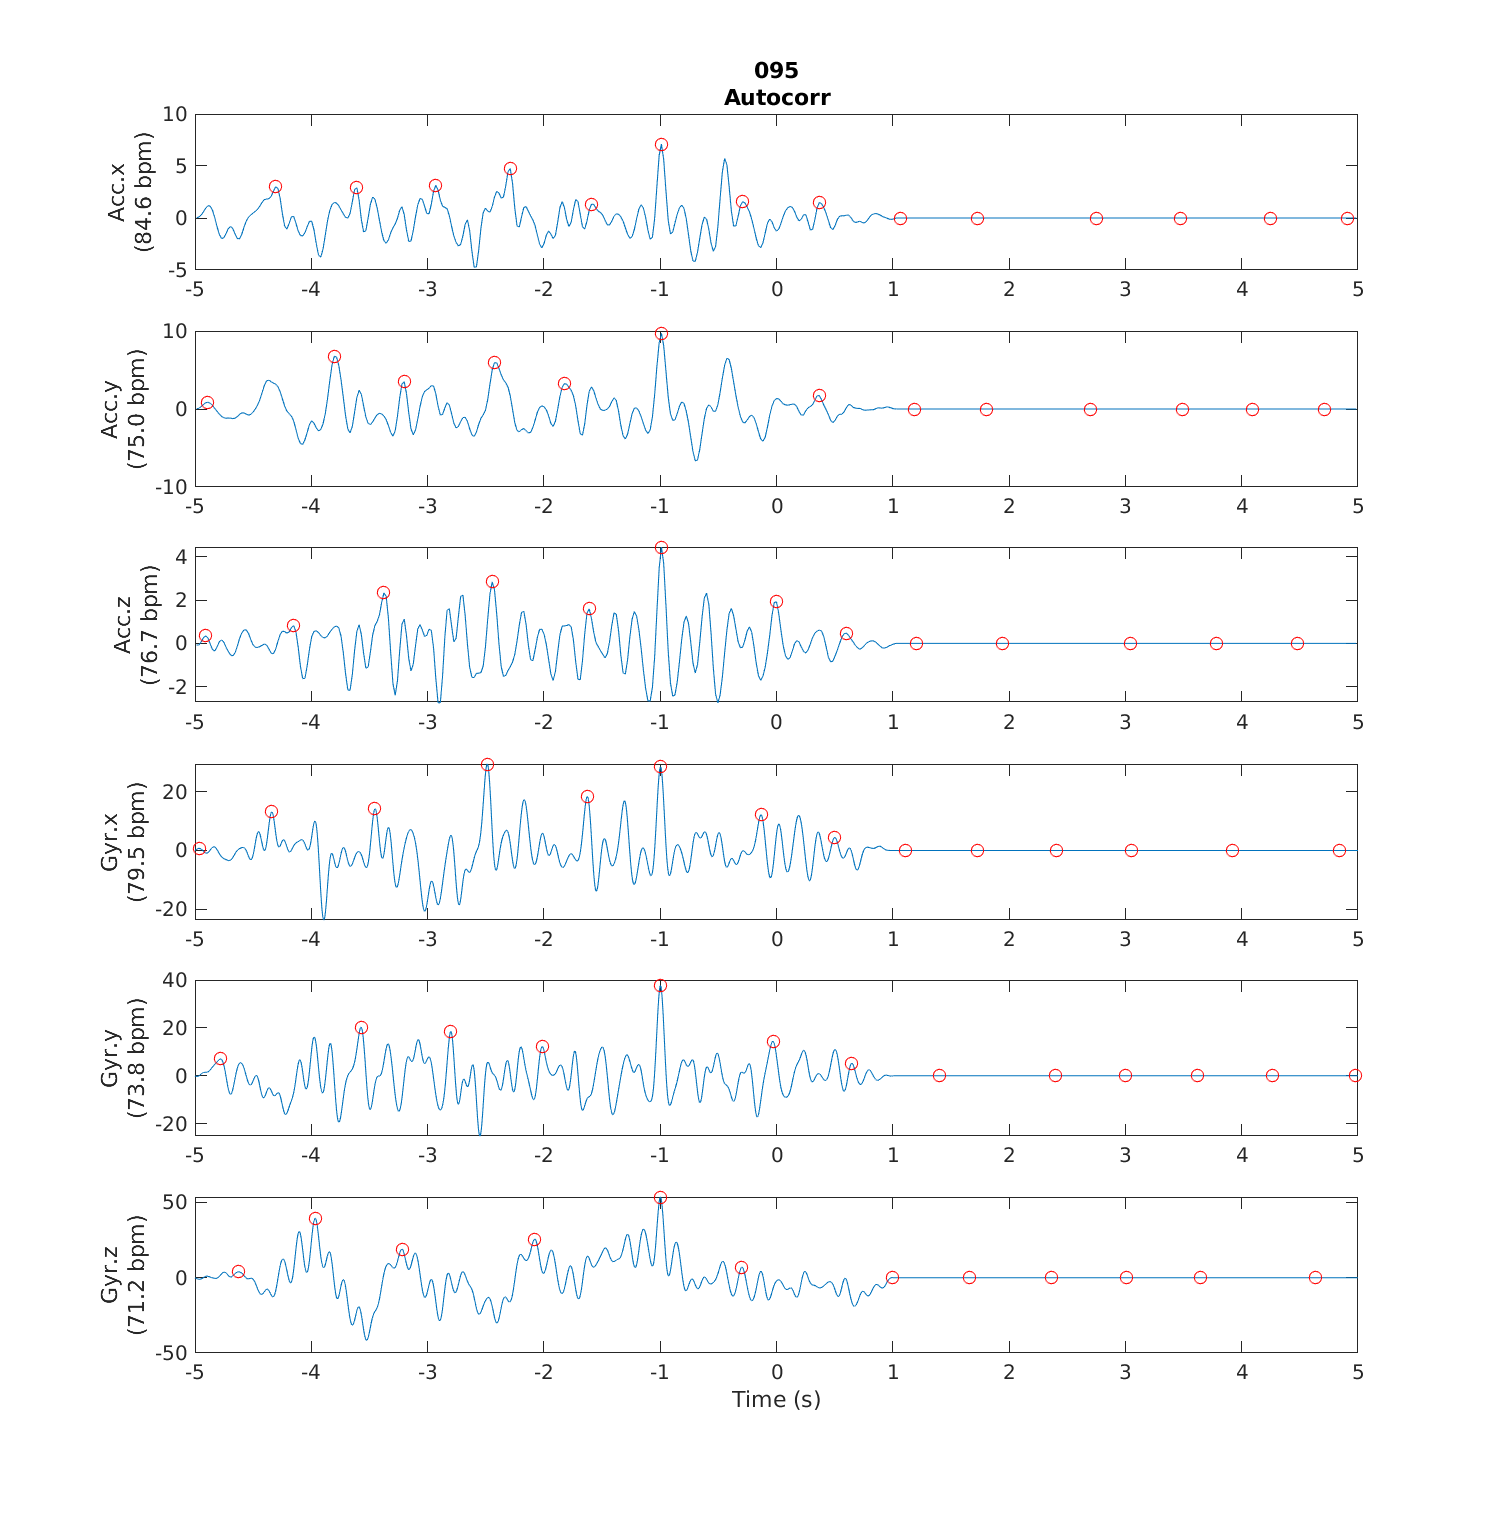 095
Autocorr
Acc.x
(84.6 bpm)
10
5
0
-5
-5 -4 -3 -2 -1 0 1 2 3 4 5
Acc.y
(75.0 bpm)
10
0
-10
-5 -4 -3 -2 -1 0 1 2 3 4 5
Acc.z
(76.7 bpm)
4
2
0
-2
-5 -4 -3 -2 -1 0 1 2 3 4 5
Gyr.x
(79.5 bpm)
20
0
-20
-5 -4 -3 -2 -1 0 1 2 3 4 5
Gyr.y
(73.8 bpm)
40
20
0
-20
-5 -4 -3 -2 -1 0 1 2 3 4 5
Gyr.z
(71.2 bpm)
50
0
-50
-5 -4 -3 -2 -1 0 1 2 3 4 5
Time (s)